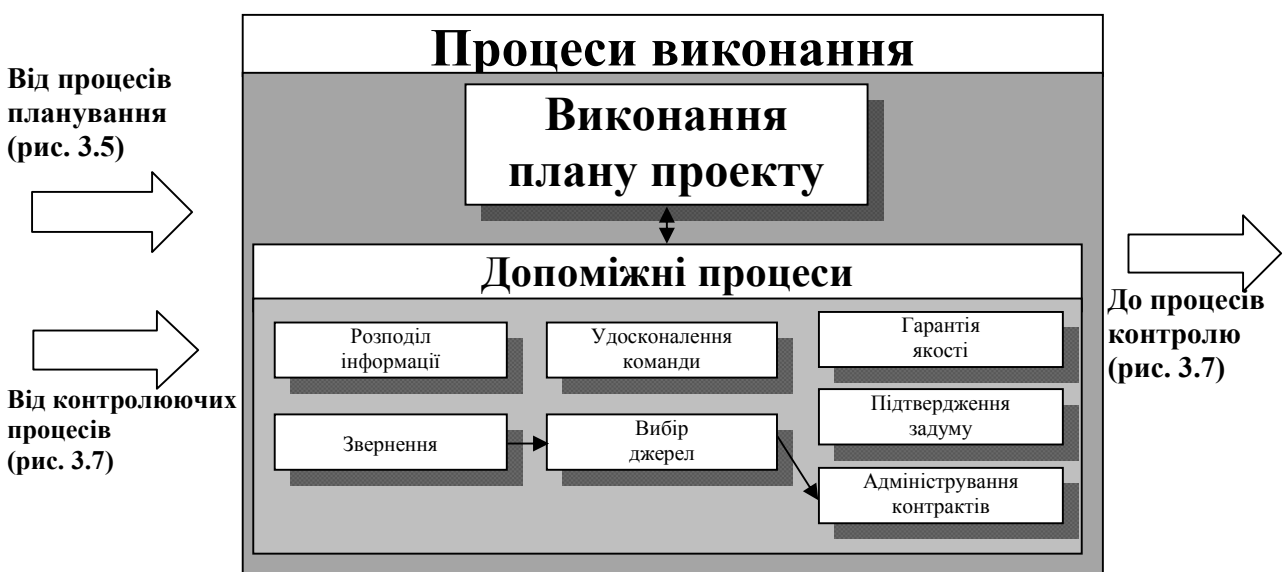 Процеси виконання
Від процесів
планування
(рис. 3.5)
Виконання
плану проекту
Допоміжні процеси
Розподіл
інформації
Удосконалення
команди
Гарантія
якості
Звернення
Вибір
джерел
Підтвердження
задуму
Адміністрування
контрактів
Від контролюючих
процесів
(рис. 3.7)
До процесів
контролю
(рис. 3.7)